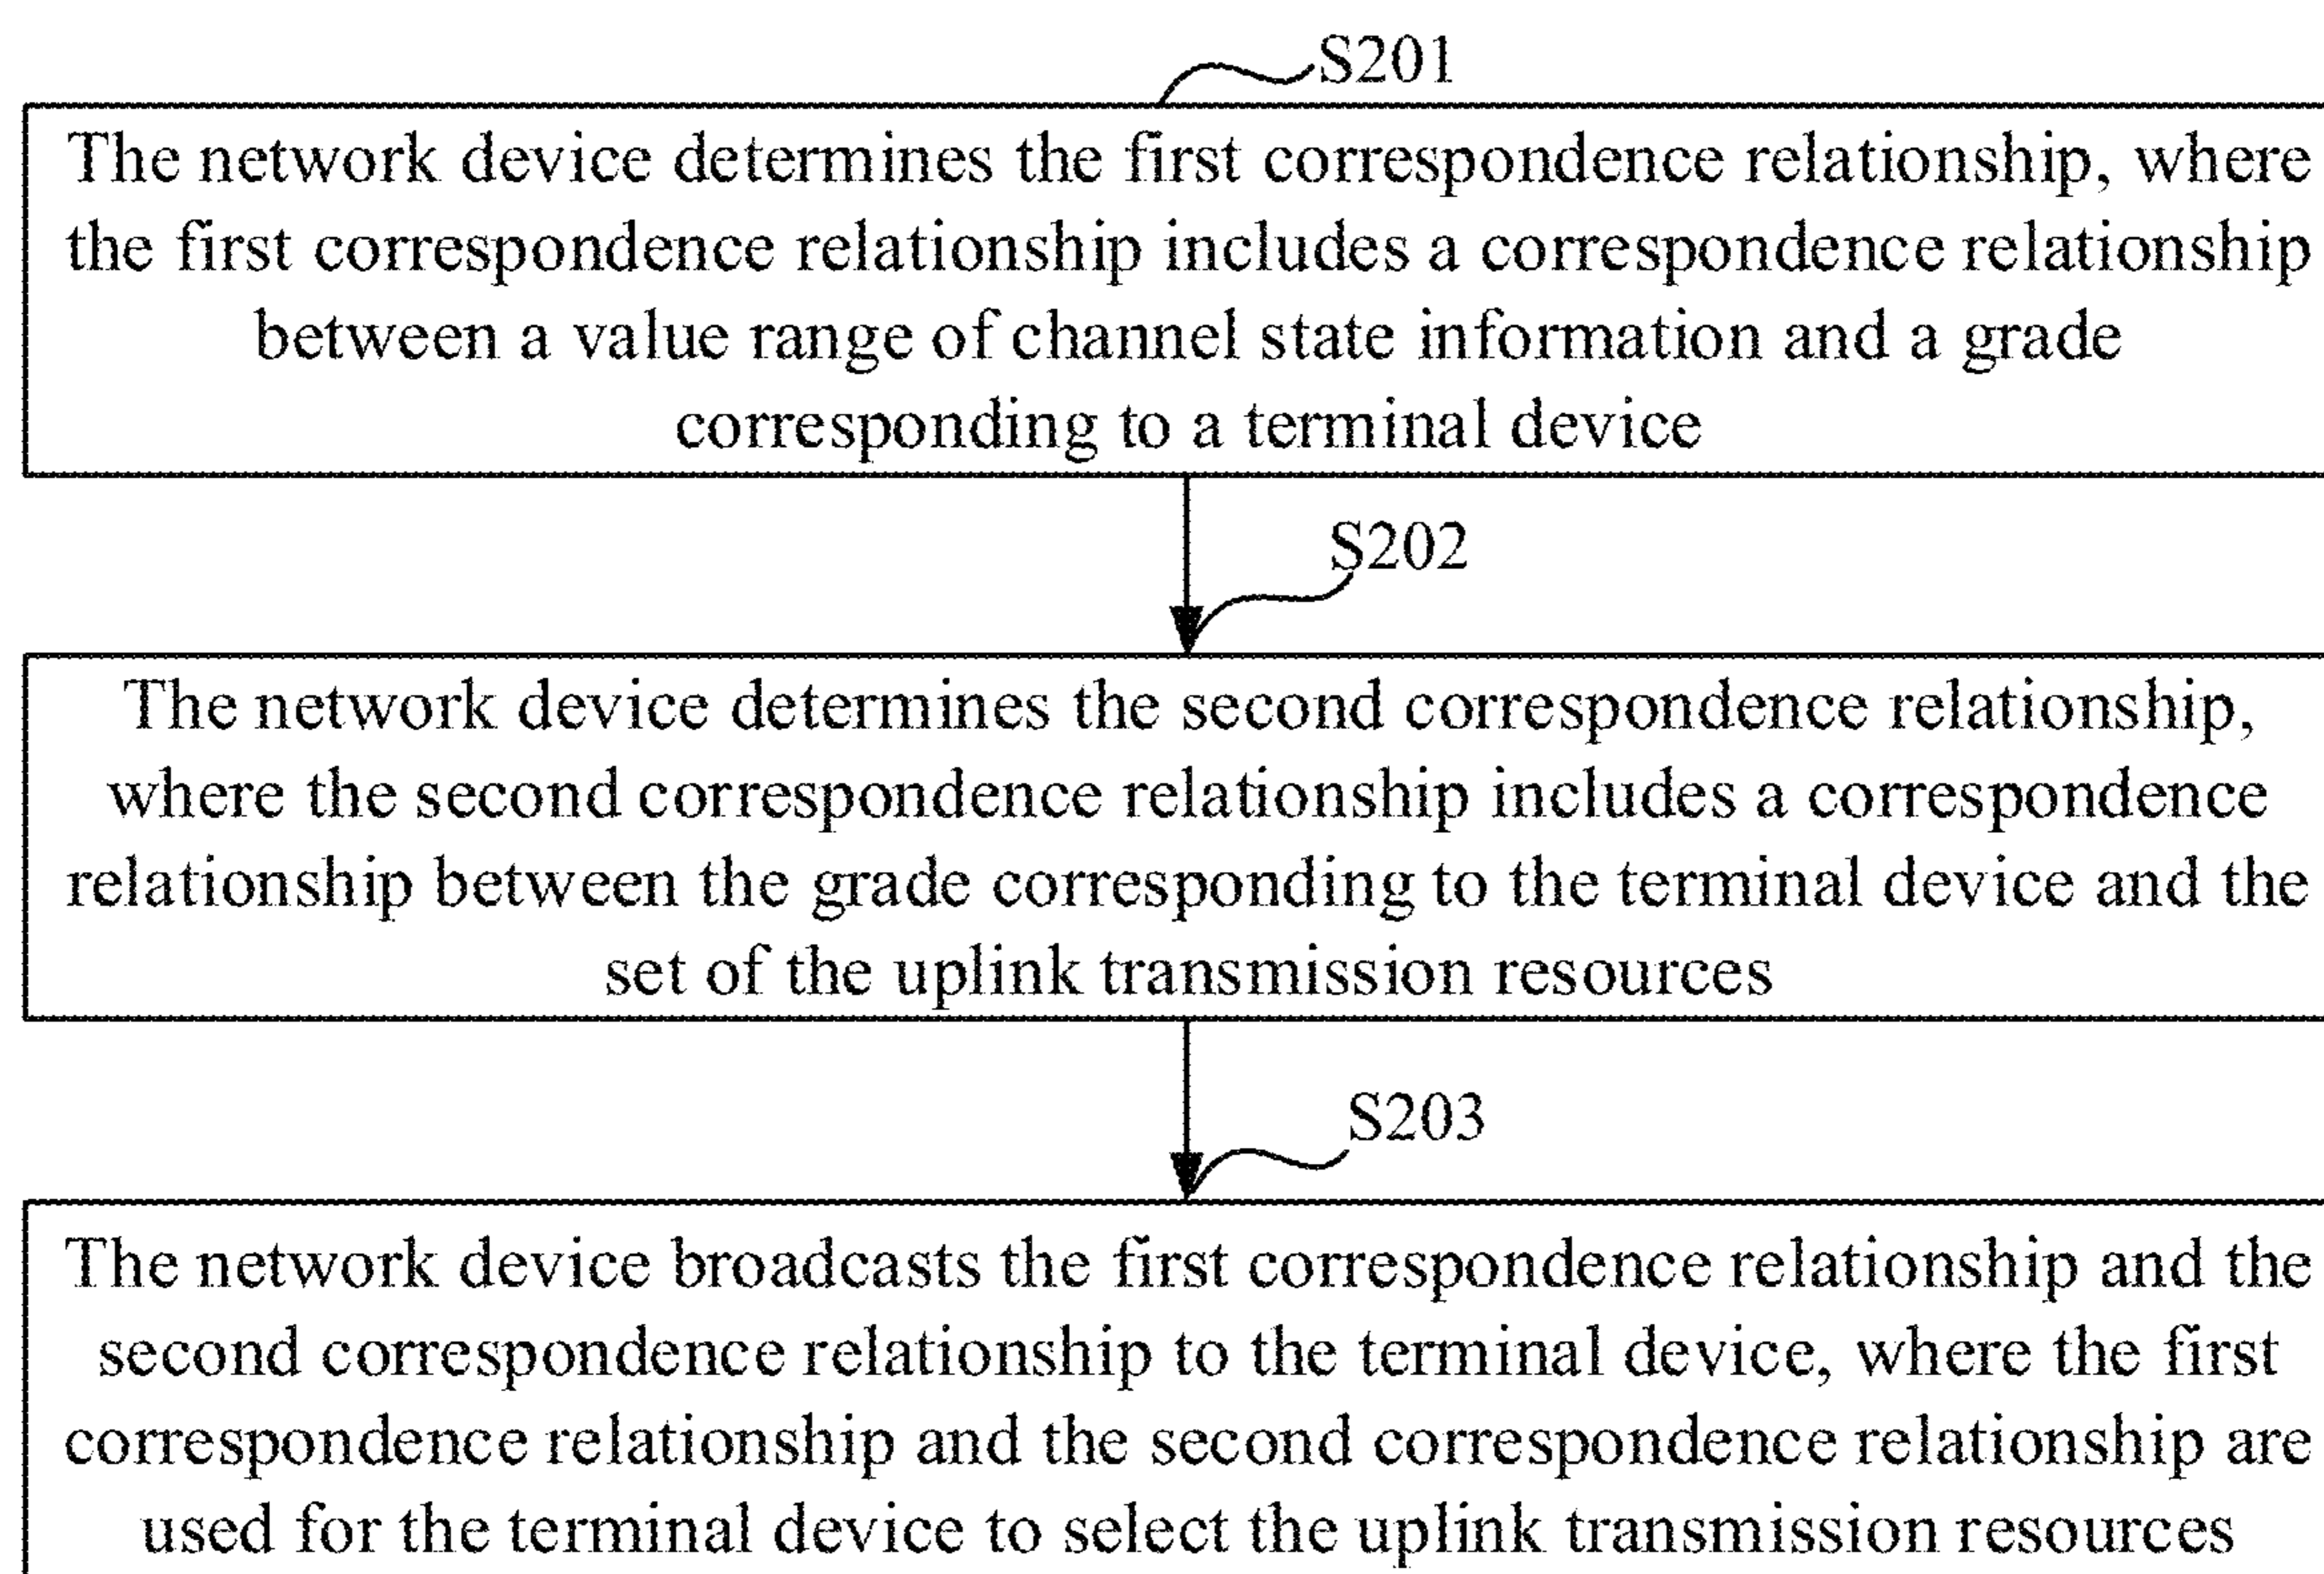 S201
The network device determines the first correspondence relationship, where
the first correspondence relationship includes a correspondence relationship
between a value range of channel state information and a grade
corresponding to a terminal device
S202
The network device determines the second correspondence relationship,
where the second correspondence relationship includes a correspondence
relationship between the grade corresponding to the terminal device and the
set of the uplink transmission resources
S203
The network device broadcasts the first correspondence relationship and the
second correspondence relationship to the terminal device, where the first
correspondence relationship and the second correspondence relationship are
used for the terminal device to select the uplink transmission resources